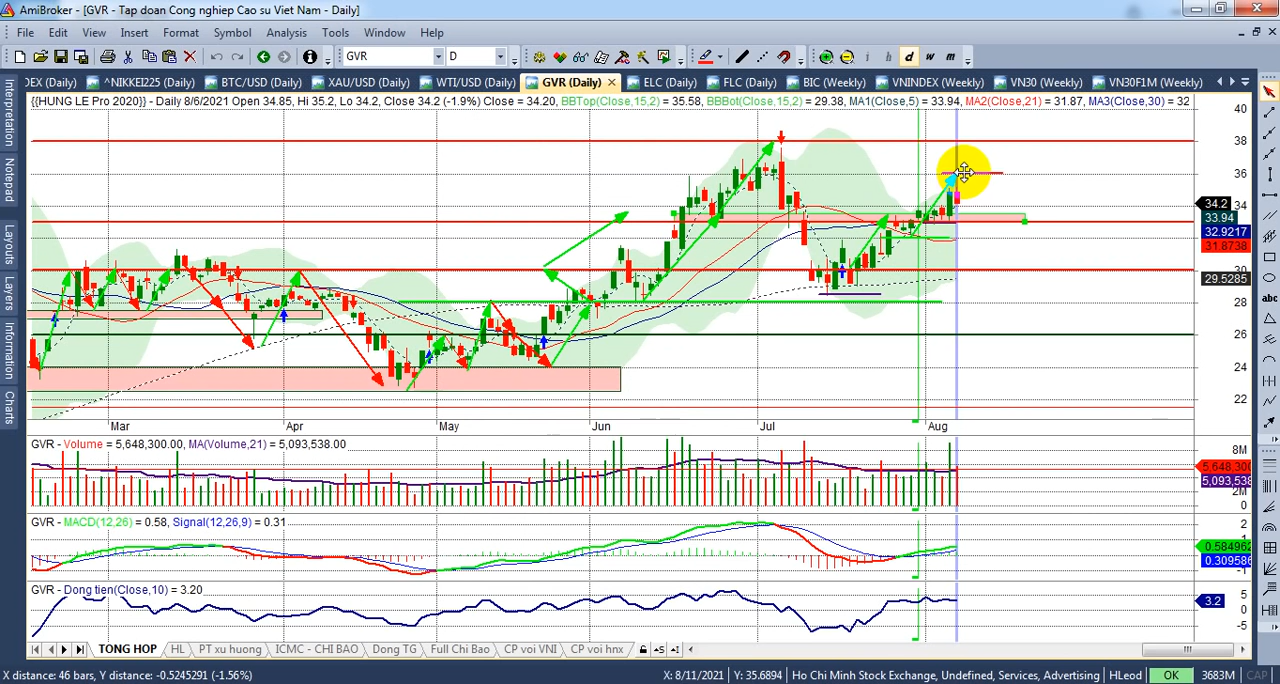 AmiBroker - [GVR - Tap doan Cong nghiep Cao su Viet Nam - Daily]
File Edit View Insert Format Symbol Analysis Tools Window Help
GVR D i h d w m
DEX (Daily) ^NIKKEI225 (Daily) BTC/USD (Daily) XAU/USD (Daily) WTI/USD (Daily) GVR (Daily) ELC (Daily) FLC (Daily) BIC (Weekly) VNINDEX (Weekly) VN30 (Weekly) VN30F1M (Weekly)
{{HUNG LE Pro 2020}} - Daily 8/6/2021 Open 34.85, Hi 35.2, Lo 34.2, Close 34.2 (-1.9%) Close = 34.20, BBTop(Close,15,2) = 35.58, BBBot(Close,15,2) = 29.38, MA1(Close,5) = 33.94, MA2(Close,21) = 31.87, MA3(Close,30) = 32
Interpretation
Notepad
Layouts
Layers
Information
Charts
abc
40
38
36
34
34.2
33.94
32.9217
31.8738
30
29.5285
28
26
24
22
Mar Apr May Jun Jul Aug
GVR - Volume = 5,648,300.00, MA(Volume,21) = 5,093,538.00
8M
5,648,300
5,093,538
2M
0
GVR - MACD(12,26) = 0.58, Signal(12,26,9) = 0.31
2
1
0.584962
0.309586
-1
GVR - Dong tien(Close,10) = 3.20
5
3.2
0
-5
TONG HOP HL PT xu huong ICMC - CHI BAO Dong TG Full Chi Bao CP voi VNI CP voi hnx
X distance: 46 bars, Y distance: -0.5245291 (-1.56%) X: 8/11/2021 Y: 35.6894 Ho Chi Minh Stock Exchange, Undefined, Services, Advertising HLeod OK 3683M CAP